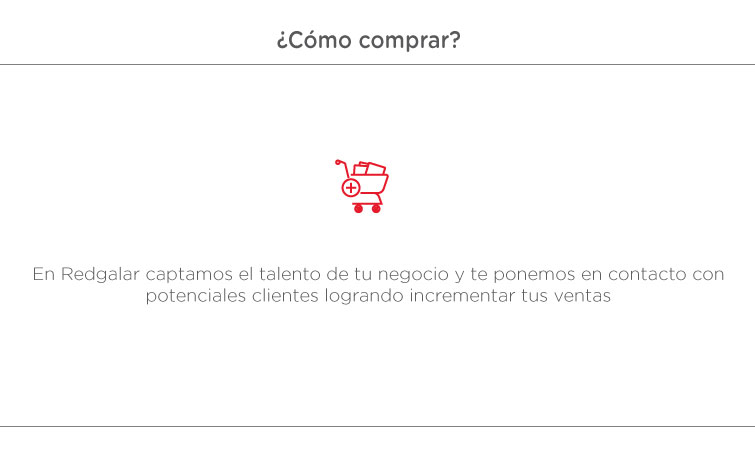 ¿Cómo comprar?
En Redgalar captamos el talento de tu negocio y te ponemos en contacto con
potenciales clientes logrando incrementar tus ventas